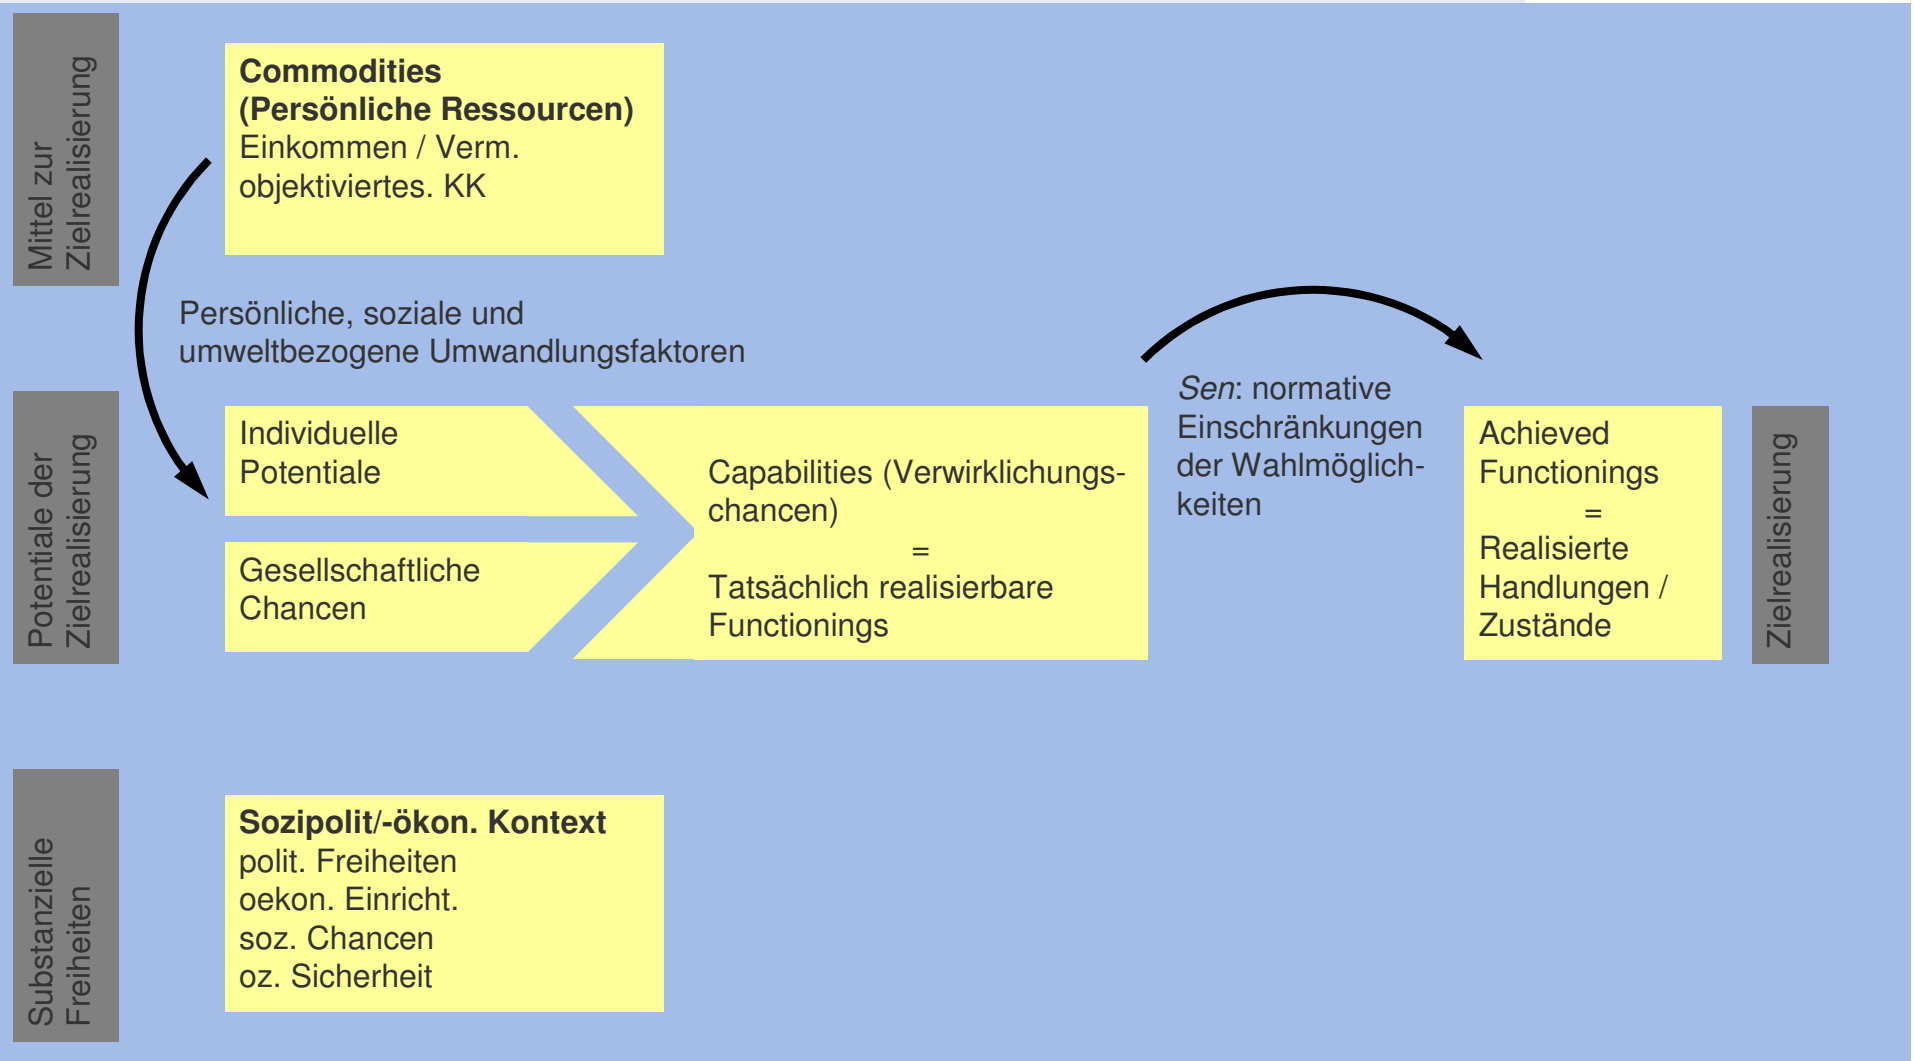 Mittel zur
Zielrealisierung
Commodities
(Persönliche Ressourcen)
Einkommen / Verm.
objektiviertes. KK
Persönliche, soziale und
umweltbezogene Umwandlungsfaktoren
Potentiale der
Zielrealisierung
Individuelle
Potentiale
Gesellschaftliche
Chancen
Capabilities (Verwirklichungs-
chancen)
=
Tatsächlich realisierbare
Functionings
Sen: normative
Einschränkungen
der Wahlmöglich-
keiten
Achieved
Functionings
=
Realisierte
Handlungen /
Zustände
Zielrealisierung
Substanzielle
Freiheiten
Sozipolit/-ökon. Kontext
polit. Freiheiten
oekon. Einricht.
soz. Chancen
oz. Sicherheit